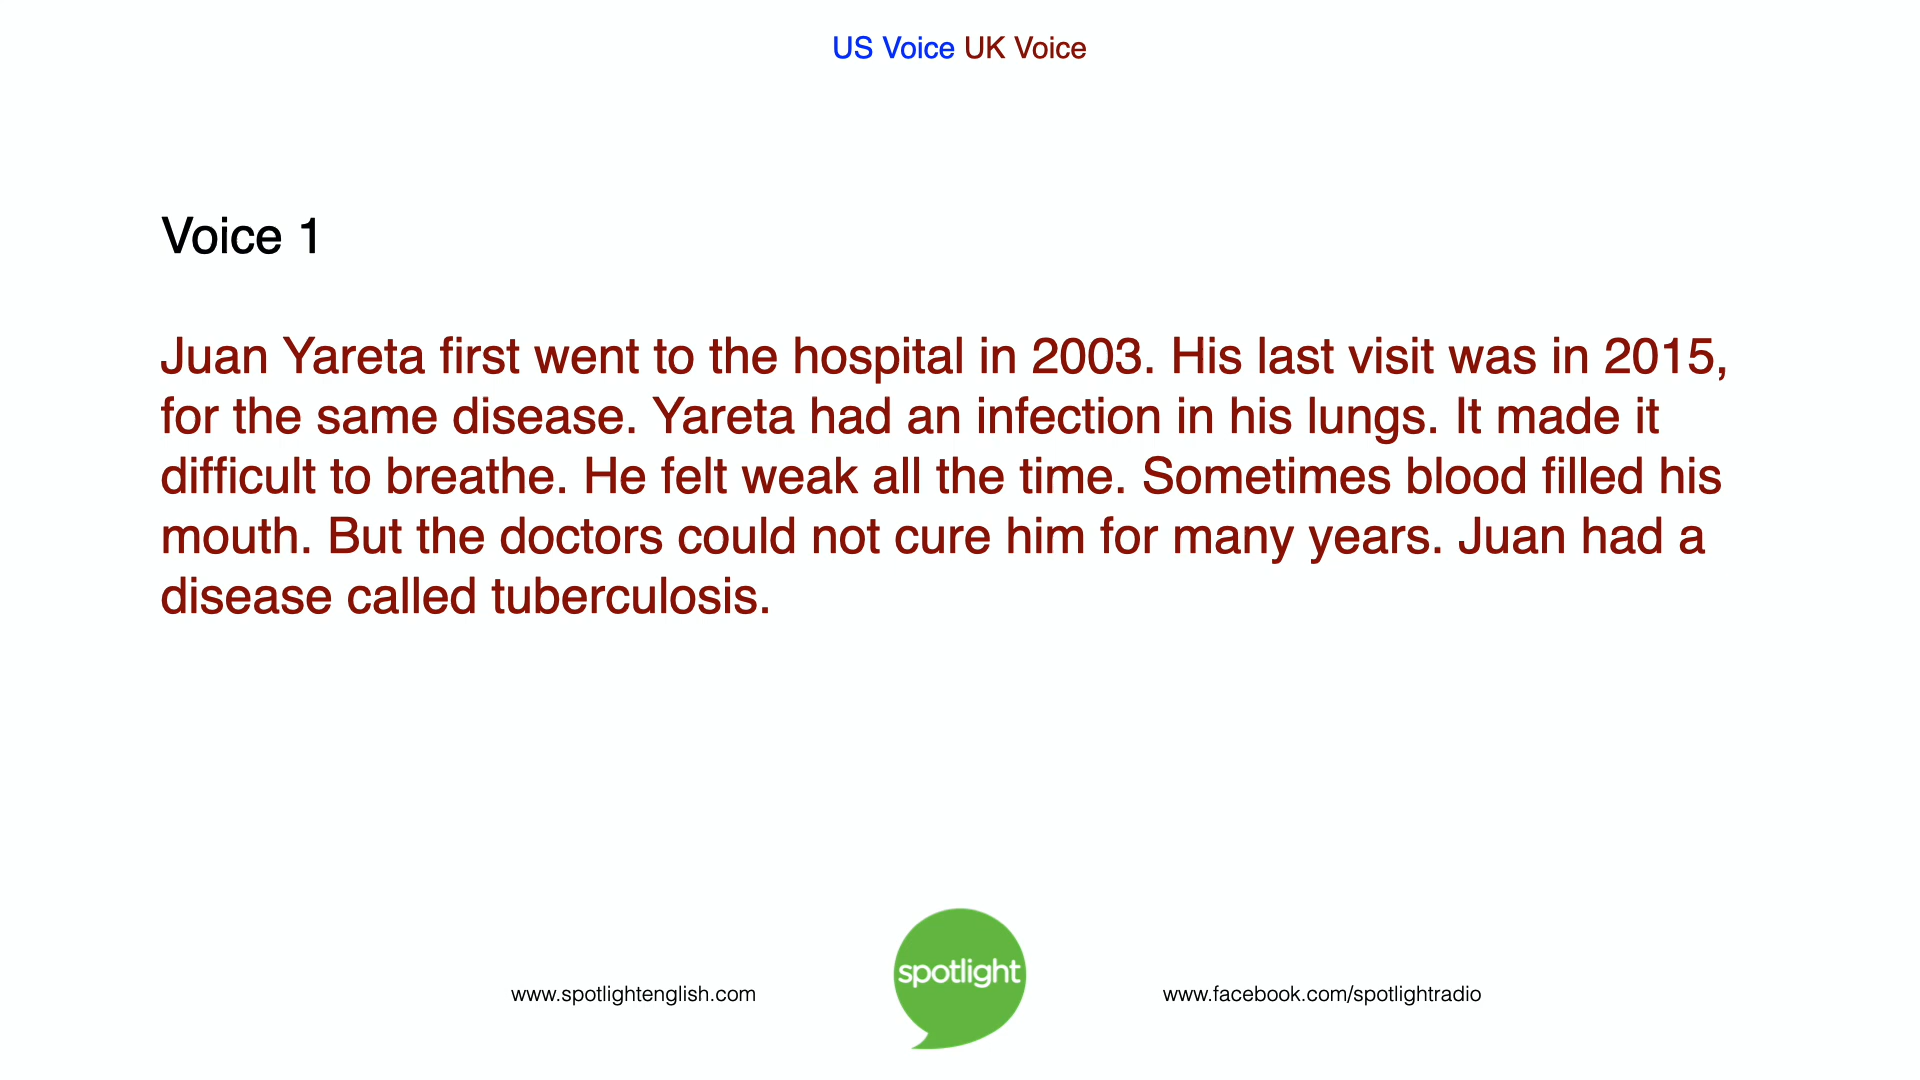 US Voice UK Voice
Voice 1
Juan Yareta first went to the hospital in 2003. His last visit was in 2015,
for the same disease. Yareta had an infection in his lungs. It made it
difficult to breathe. He felt weak all the time. Sometimes blood filled his
mouth. But the doctors could not cure him for many years. Juan had a
disease called tuberculosis.
www.spotlightenglish.com
spotlight
www.facebook.com/spotlightradio